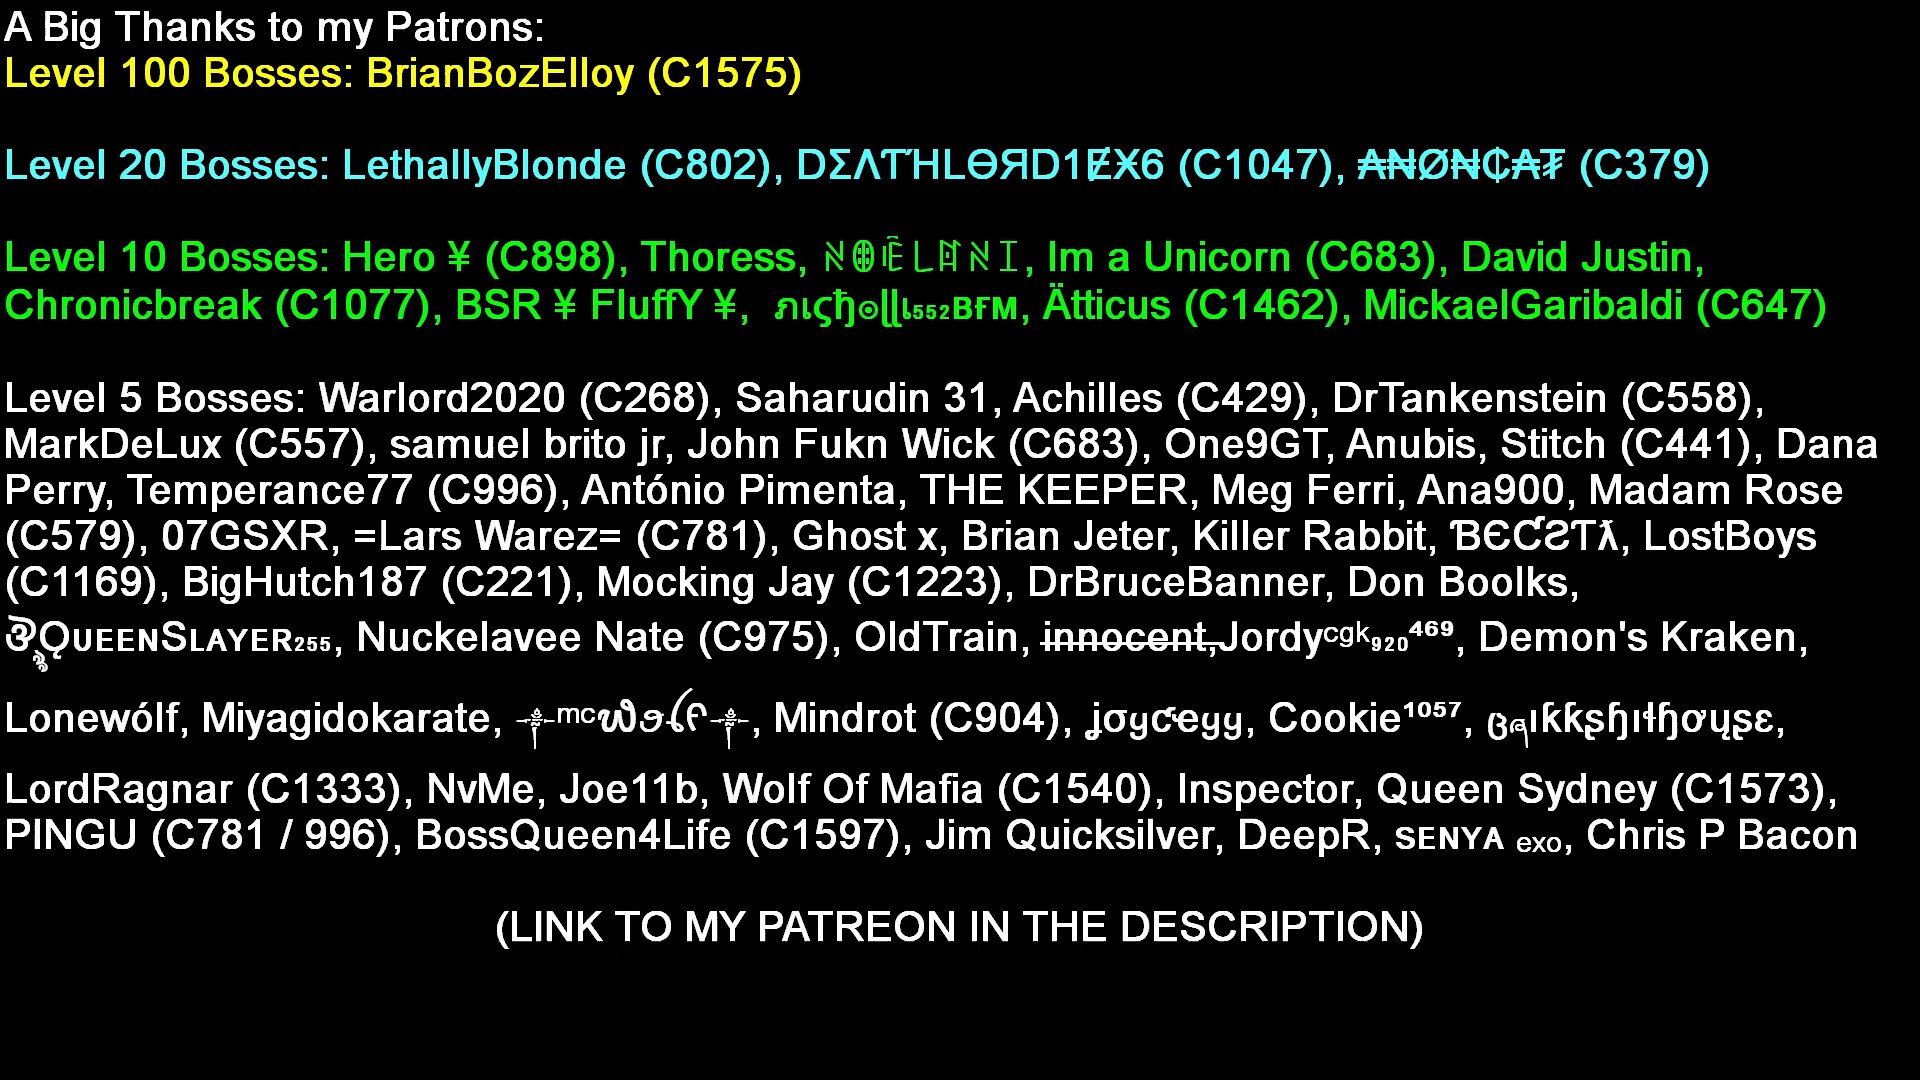 A Big Thanks to my Patrons:
Level 100 Bosses: BrianBozElloy (C1575)
Level 20 Bosses: LethallyBlonde (C802), DΣΛƬΉLӨЯD1ɆӾ6 (C1047), ₳₦Ø₦₵₳₮ (C379)
Level 10 Bosses: Hero ¥ (C898), Thoress, Im a Unicorn (C683), David Justin,
Chronicbreak (C1077), BSR ¥ FluffY ¥, Ätticus (C1462), MickaelGaribaldi (C647)
Level 5 Bosses: Warlord2020 (C268), Saharudin 31, Achilles (C429), DrTankenstein (C558),
MarkDeLux (C557), samuel brito jr, John Fukn Wick (C683), One9GT, Anubis, Stitch (C441), Dana
Perry, Temperance77 (C996), António Pimenta, THE KEEPER, Meg Ferri, Ana900, Madam Rose
(C579), 07GSXR, =Lars Warez= (C781), Ghost x, Brian Jeter, Killer Rabbit, ƁЄƇƧƬƛ, LostBoys
(C1169), BigHutch187 (C221), Mocking Jay (C1223), DrBruceBanner, Don Boolks,
QᴜᴇᴇɴSʟᴀʏᴇʀ₂₅₅, Nuckelavee Nate (C975), OldTrain, i̶n̶n̶o̶c̶e̶n̶t̶,̶Jordyᶜᵍᵏ₉₂₀⁴⁶⁹, Demon's Kraken,
Lonewólf, Miyagidokarate, Mindrot (C904), Cookie¹⁰⁵⁷,
LordRagnar (C1333), NvMe, Joe11b, Wolf Of Mafia (C1540), Inspector, Queen Sydney (C1573),
PINGU (C781 / 996), BossQueen4Life (C1597), Jim Quicksilver, DeepR, sᴇɴʏᴀ ₑₓₒ, Chris P Bacon
(LINK TO MY PATREON IN THE DESCRIPTION)